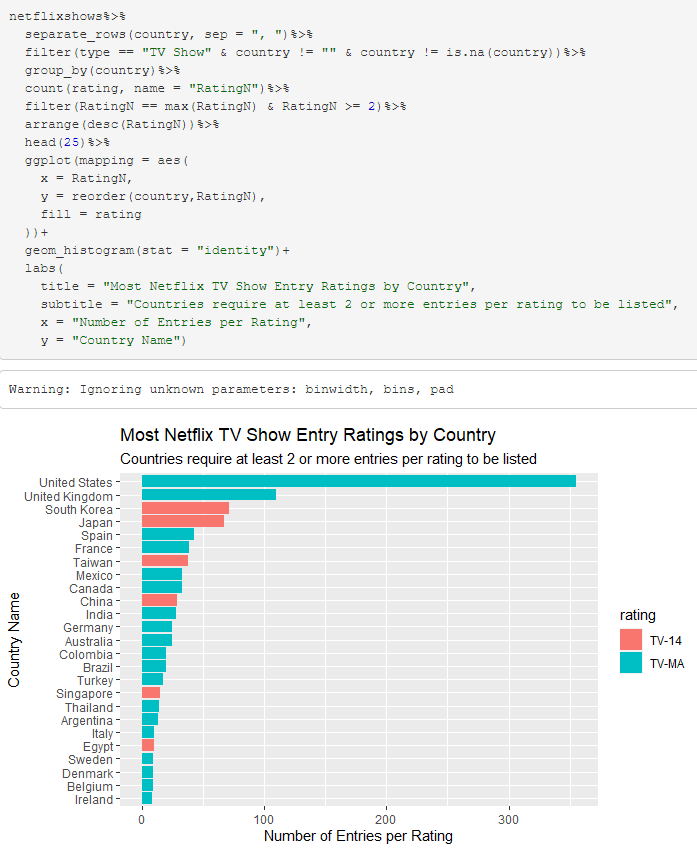 netflixshows%>%
  separate_rows(country, sep = ", ")%>%
  filter(type == "TV Show" & country != "" & country != is.na(country))%>%
  group_by(country)%>%
  count(rating, name = "RatingN")%>%
  filter(RatingN == max(RatingN) & RatingN >= 2)%>%
  arrange(desc(RatingN))%>%
  head(25)%>%
  ggplot(mapping = aes(
    x = RatingN,
    y = reorder(country,RatingN),
    fill = rating
  ))+
  geom_histogram(stat = "identity")+
  labs(
    title = "Most Netflix TV Show Entry Ratings by Country",
    subtitle = "Countries require at least 2 or more entries per rating to be listed",
    x = "Number of Entries per Rating",
    y = "Country Name")
Warning: Ignoring unknown parameters: binwidth, bins, pad
Most Netflix TV Show Entry Ratings by Country
Countries require at least 2 or more entries per rating to be listed
Country Name
United States
United Kingdom
South Korea
Japan
Spain
France
Taiwan
Mexico
Canada
China
India
Germany
Australia
Colombia
Brazil
Turkey
Singapore
Thailand
Argentina
Italy
Egypt
Sweden
Denmark
Belgium
Ireland
0 100 200 300
Number of Entries per Rating
rating
TV-14
TV-MA